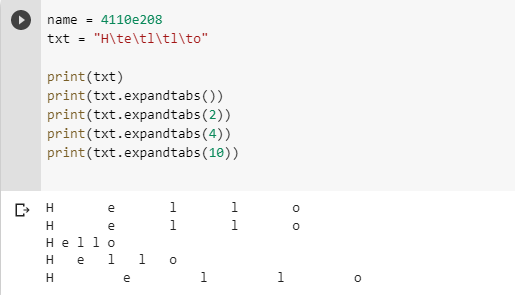 name = 4110e208
txt = "H\te\tl\tl\to"
print(txt)
print(txt.expandtabs())
print(txt.expandtabs(2))
print(txt.expandtabs(4))
print(txt.expandtabs(10))
H       e       l       l       o
H       e       l       l       o
H e l l o
H   e   l   l   o
H         e         l         l         o